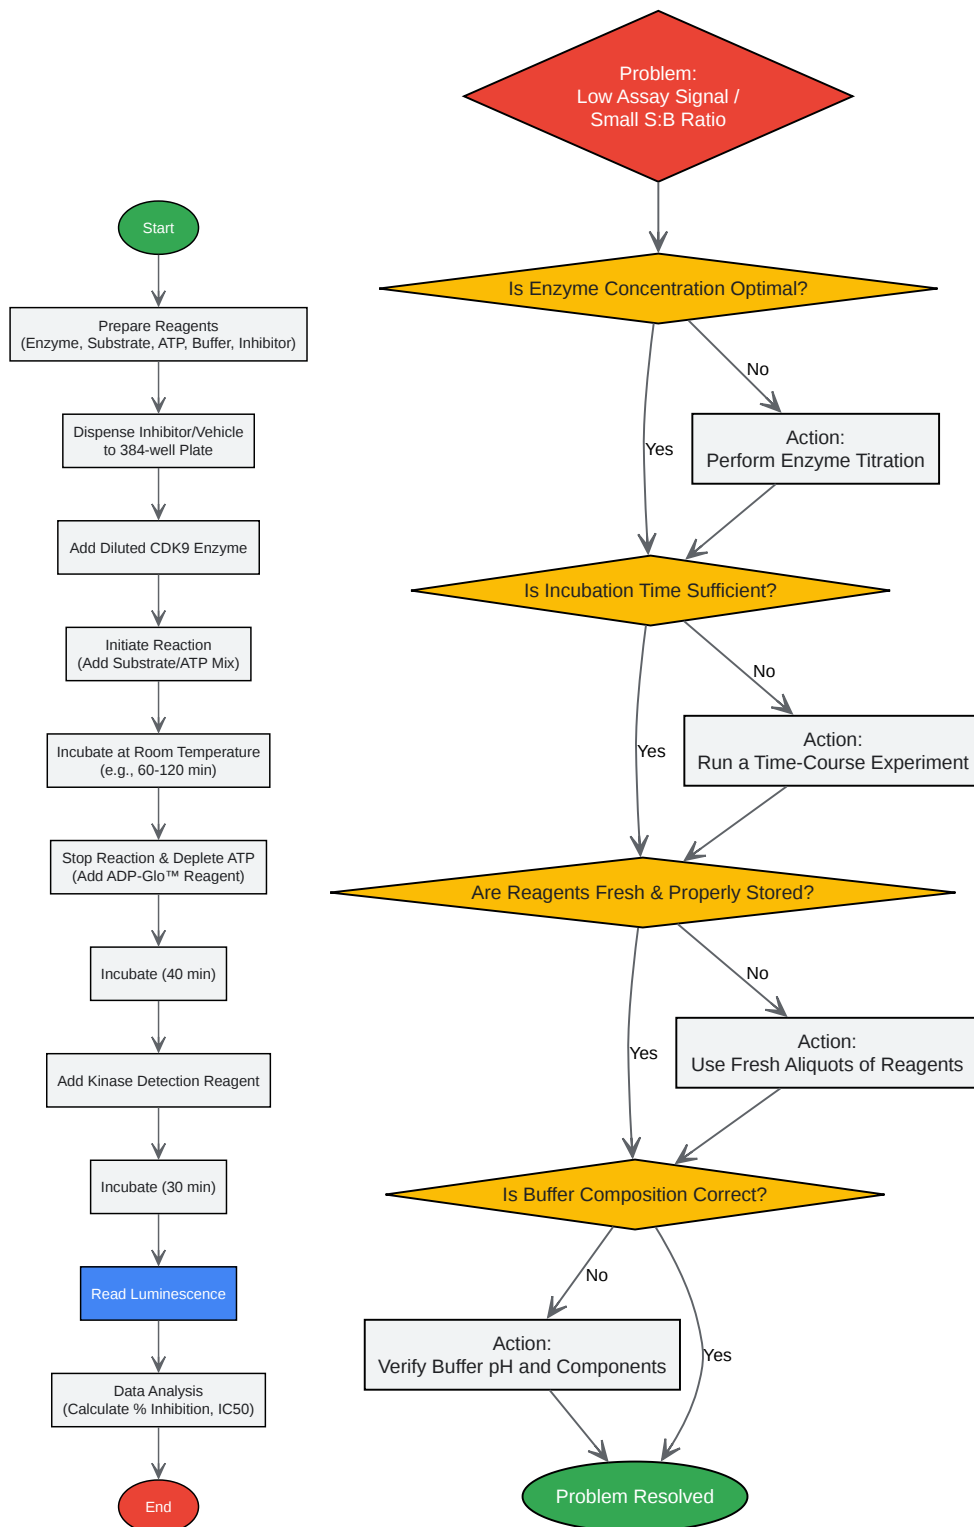 Start
Prepare Reagents
(Enzyme, Substrate, ATP, Buffer, Inhibitor)
Dispense Inhibitor/Vehicle
to 384-well Plate
Add Diluted CDK9 Enzyme
Initiate Reaction
(Add Substrate/ATP Mix)
Incubate at Room Temperature
(e.g., 60-120 min)
Stop Reaction & Deplete ATP
(Add ADP-Glo™ Reagent)
Incubate (40 min)
Add Kinase Detection Reagent
Incubate (30 min)
Read Luminescence
Data Analysis
(Calculate % Inhibition, IC50)
End
Problem:
Low Assay Signal /
Small S:B Ratio
Is Enzyme Concentration Optimal?
No
Yes
Action:
Perform Enzyme Titration
Is Incubation Time Sufficient?
No
Yes
Action:
Run a Time-Course Experiment
Are Reagents Fresh & Properly Stored?
No
Yes
Action:
Use Fresh Aliquots of Reagents
Is Buffer Composition Correct?
No
Yes
Action:
Verify Buffer pH and Components
Problem Resolved